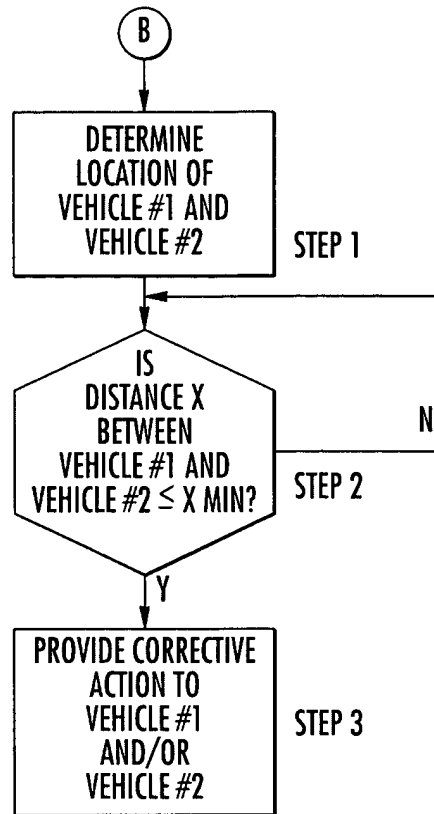 B
DETERMINE
LOCATION OF
VEHICLE #1 AND
VEHICLE #2
STEP 1
IS
DISTANCE X
BETWEEN
VEHICLE #1 AND
VEHICLE #2 ≤ X MIN?
N
STEP 2
Y
PROVIDE CORRECTIVE
ACTION TO
VEHICLE #1
AND/OR
VEHICLE #2
STEP 3